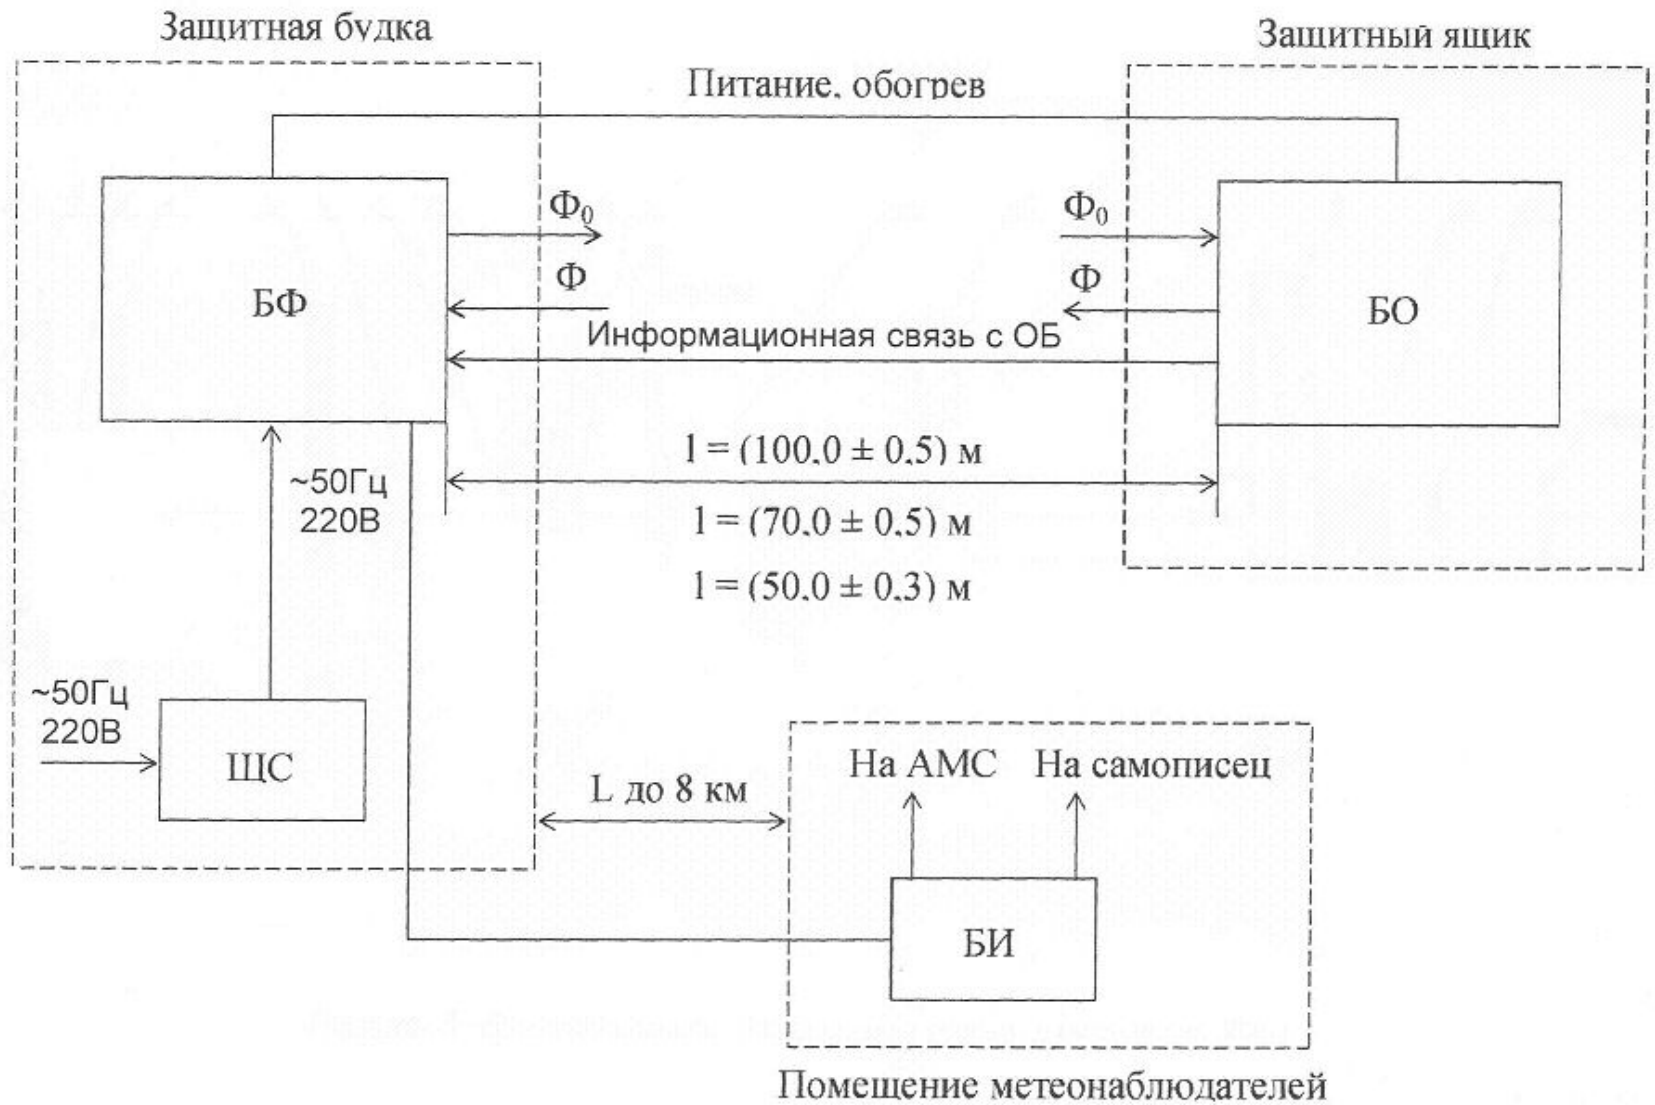 Защитная будка
Защитный ящик
Питание, обогрев
Ф₀
Ф₀
Ф
Ф
БФ
БО
Информационная связь с ОБ
l = (100,0 ± 0,5) м
~50Гц
220В
l = (70,0 ± 0,5) м
l = (50,0 ± 0,3) м
~50Гц
220В
ЩС
L до 8 км
На АМС
На самописец
БИ
Помещение метеонаблюдателей